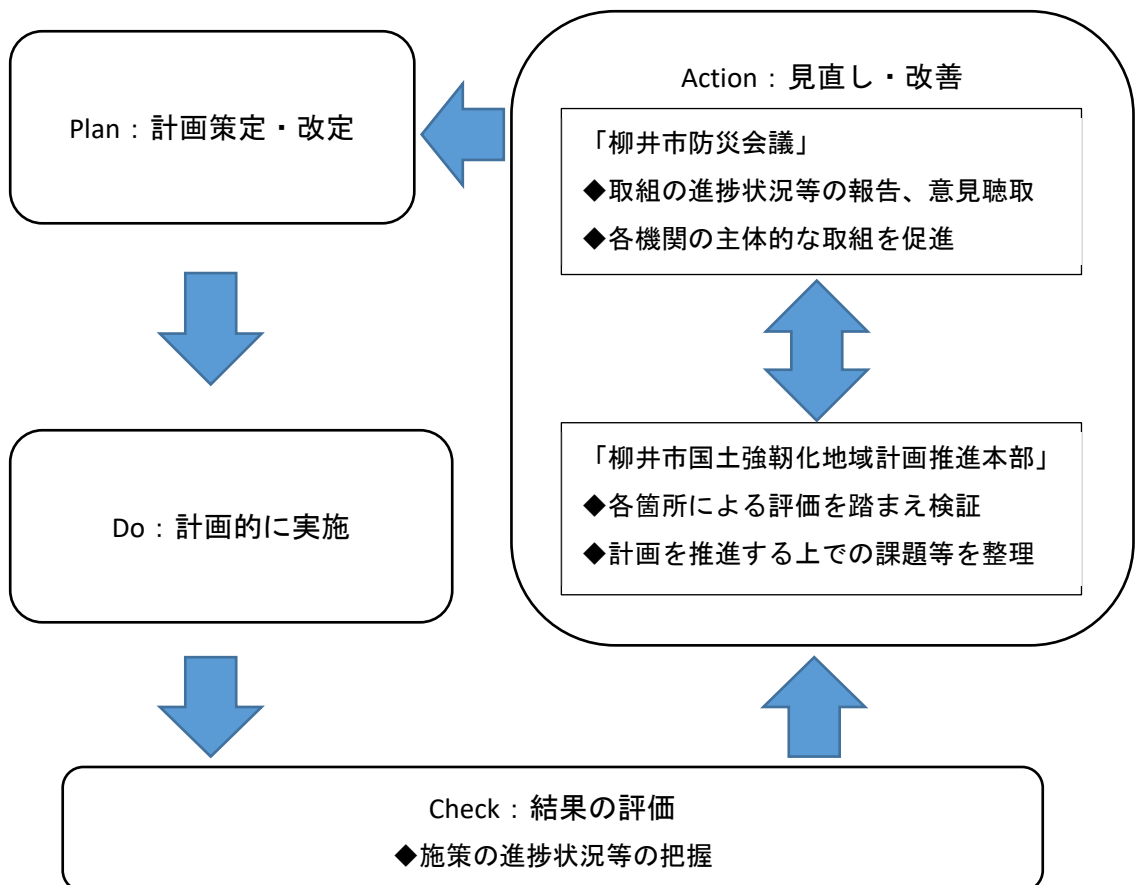 Plan：計画策定・改定
Do：計画的に実施
Check：結果の評価
◆施策の進捗状況等の把握
Action：見直し・改善
「柳井市防災会議」
◆取組の進捗状況等の報告、意見聴取
◆各機関の主体的な取組を促進
「柳井市国土強靭化地域計画推進本部」
◆各箇所による評価を踏まえ検証
◆計画を推進する上での課題等を整理